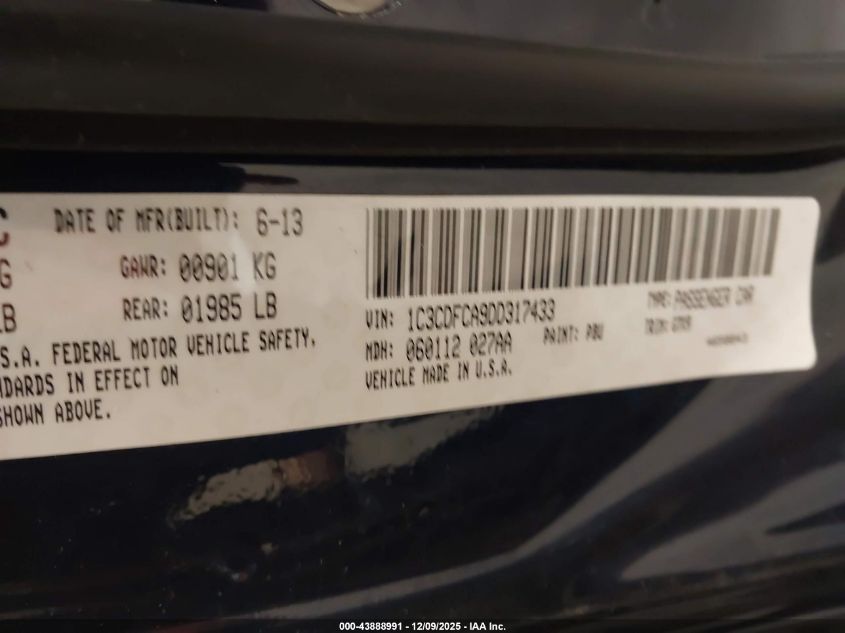 C DATE OF MFR(BUILT): 6-13
G GAWR: 00901 KG
LB REAR: 01985 LB
S.A. FEDERAL MOTOR VEHICLE SAFETY.
NDARDS IN EFFECT ON
SHOWN ABOVE.
VIN: 1C3CDFCA9DD317433 TYPE: PASSENGER CAR
MDH: 060112 027AA PAINT: PBU TRIM:
VEHICLE MADE IN U.S.A.
000-43888991 - 12/09/2025 - IAA Inc.